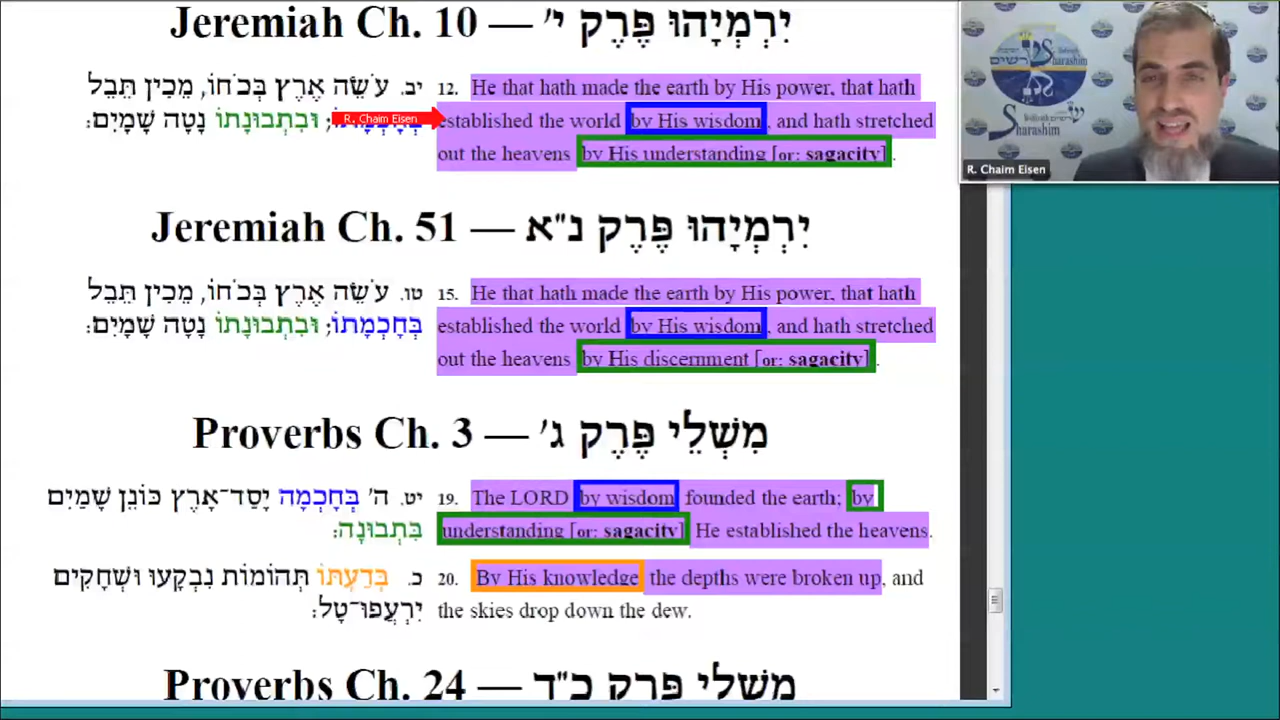 Jeremiah Ch. 10 — יִרְמְיָהוּ פֶּרֶק י׳
יב. עֹשֵׂה אֶרֶץ בְּכֹחוֹ, מֵכִין תֵּבֵל
וּבִתְבוּנָתוֹ נָטָה שָׁמָיִם:
R. Chaim Eisen
12. He that hath made the earth by His power, that hath
established the world by His wisdom, and hath stretched
out the heavens by His understanding [or: sagacity].
Jeremiah Ch. 51 — יִרְמְיָהוּ פֶּרֶק נ״א
טו. עֹשֵׂה אֶרֶץ בְּכֹחוֹ, מֵכִין תֵּבֵל
בְּחָכְמָתוֹ; וּבִתְבוּנָתוֹ נָטָה שָׁמָיִם:
15. He that hath made the earth by His power, that hath
established the world by His wisdom, and hath stretched
out the heavens by His discernment [or: sagacity].
Proverbs Ch. 3 — מִשְׁלֵי פֶּרֶק ג׳
יט. ה׳ בְּחָכְמָה יָסַד־אָרֶץ כּוֹנֵן שָׁמַיִם
בִּתְבוּנָה:
19. The LORD by wisdom founded the earth; by
understanding [or: sagacity] He established the heavens.
כ. בְּדַעְתּוֹ תְּהוֹמוֹת נִבְקָעוּ וּשְׁחָקִים
יִרְעֲפוּ־טָל:
20. By His knowledge the depths were broken up, and
the skies drop down the dew.
Proverbs Ch. 24 — מִשְׁלֵי פֶּרֶק כ״ד
R. Chaim Eisen
Sharashim